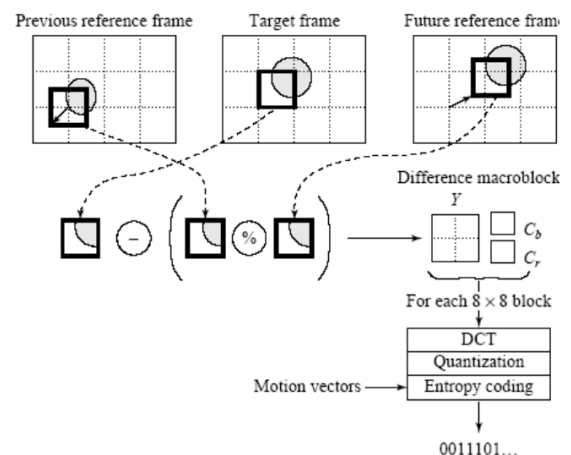 Previous reference frame
Target frame
Future reference fram
Difference macroblock
Y
C_b
C_r
−
%
For each 8 × 8 block
DCT
Quantization
Motion vectors
Entropy coding
0011101…